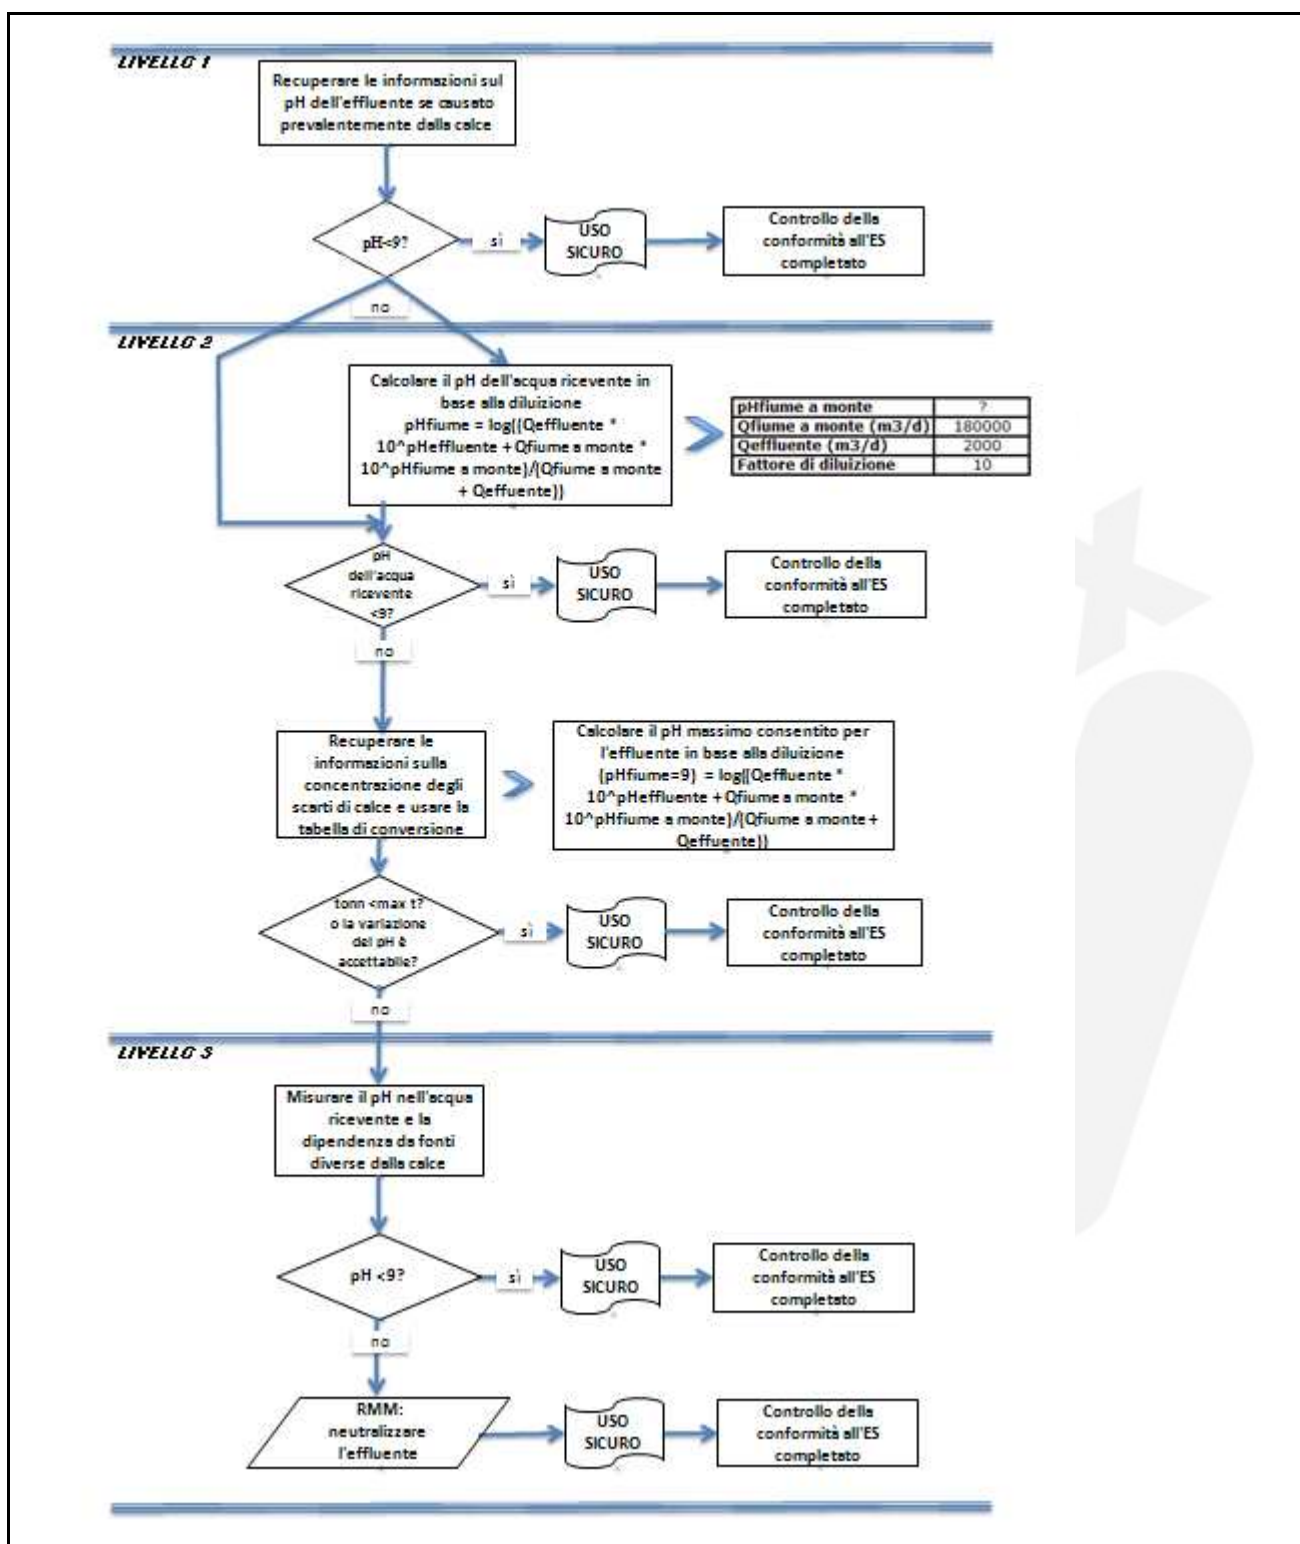 LIVELLO 1
Recuperare le informazioni sul
pH dell'effluente se causato
prevalentemente dalla calce
pH<9?
sì
USO
SICURO
Controllo della
conformità all'ES
completato
no
LIVELLO 2
Calcolare il pH dell'acqua ricevente in
base alla diluizione
pHfiume = log((Qeffluente *
10^pHeffluente + Qfiume a monte *
10^pHfiume a monte)/(Qfiume a monte
+ Qeffuente))
pHfiume a monte ?
Qfiume a monte (m3/d) 180000
Qeffluente (m3/d) 2000
Fattore di diluizione 10
pH
dell'acqua
ricevente
<9?
sì
USO
SICURO
Controllo della
conformità all'ES
completato
no
Recuperare le
informazioni sulla
concentrazione degli
scarti di calce e usare la
tabella di conversione
Calcolare il pH massimo consentito per
l'effluente in base alla diluizione
(pHfiume=9) = log((Qeffluente *
10^pHeffluente + Qfiume a monte *
10^pHfiume a monte)/(Qfiume a monte +
Qeffuente))
tonn <max t?
o la variazione
del pH è
accettabile?
sì
USO
SICURO
Controllo della
conformità all'ES
completato
no
LIVELLO 3
Misurare il pH nell'acqua
ricevente e la
dipendenza da fonti
diverse dalla calce
pH <9?
sì
USO
SICURO
Controllo della
conformità all'ES
completato
no
RMM:
neutralizzare
l'effluente
USO
SICURO
Controllo della
conformità all'ES
completato